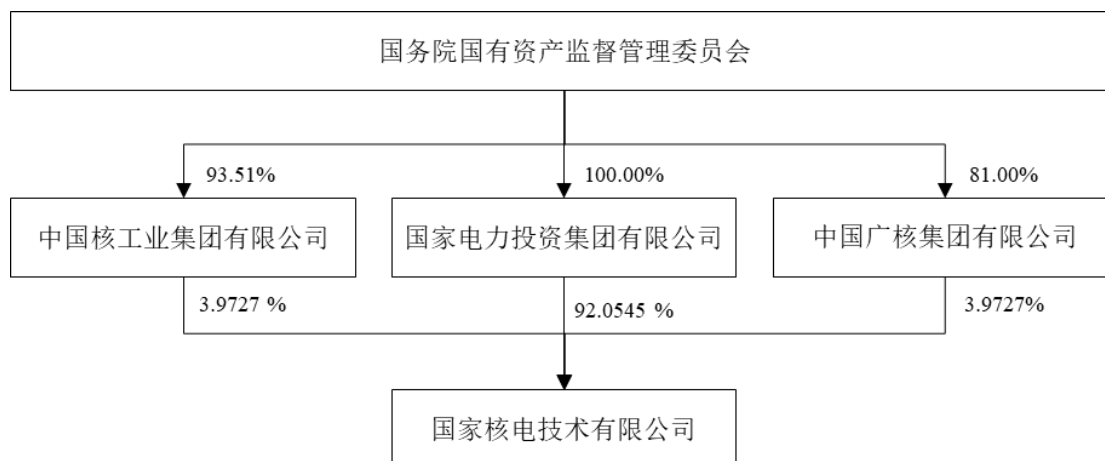 国务院国有资产监督管理委员会
93.51%
100.00%
81.00%
中国核工业集团有限公司
国家电力投资集团有限公司
中国广核集团有限公司
3.9727 %
92.0545 %
3.9727%
国家核电技术有限公司